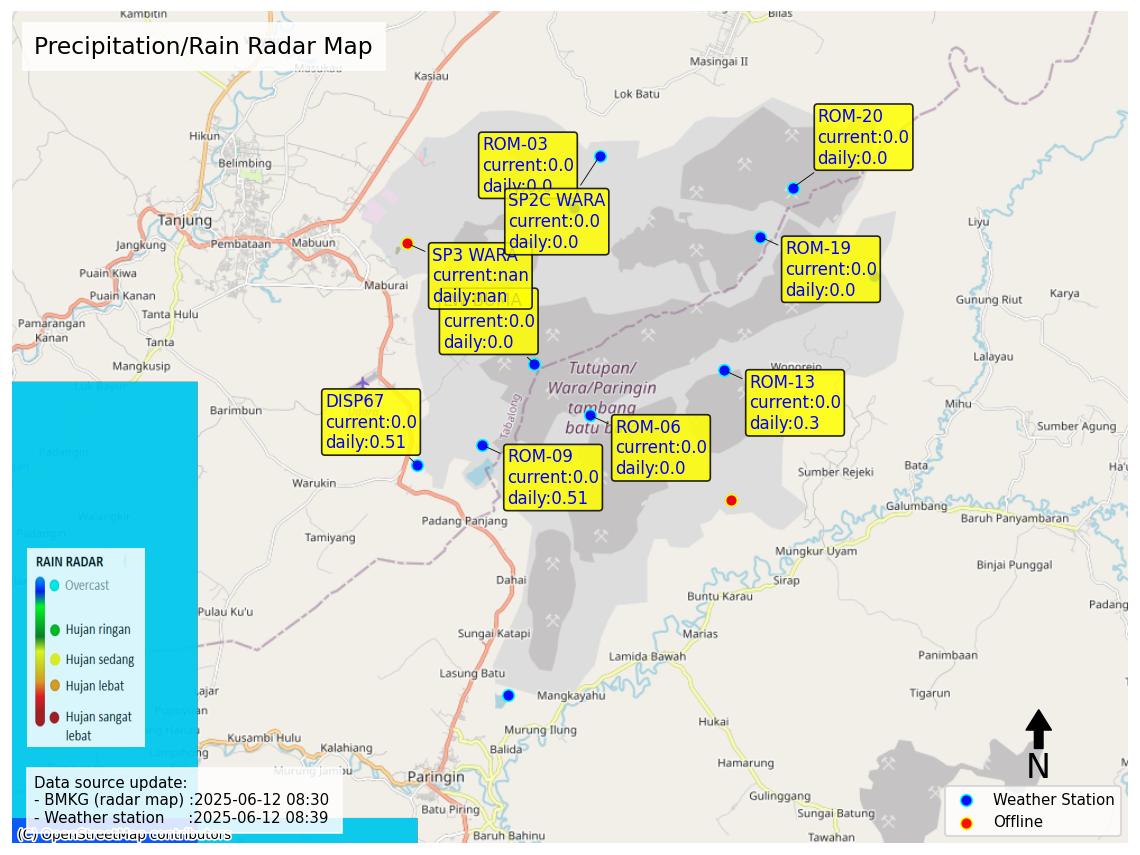 Precipitation/Rain Radar Map
Kambitin
Bilas
Masingai II
Kasiau
Lok Batu
Hikun
Belimbing
Tanjung
Jangkung
Pembataan
Mabuun
Puain Kiwa
Maburai
Puain Kanan
Tanta Hulu
Pamarangan
Kanan
Tanta
Mangkusip
Barimbun
Liyu
Gunung Riut
Karya
Lalayau
Mihu
Sumber Agung
Wonorejo
Sumber Rejeki
Bata
Galumbang
Baruh Panyambaran
Mungkur Uyam
Binjai Punggal
Sirap
Buntu Karau
Marias
Lamida Bawah
Panimbaan
Tigarun
Hukai
Hamarung
Gulinggang
Sungai Batung
Tawahan
Warukin
Tamiyang
Padang Panjang
Dahai
Pulau Ku'u
Sungai Katapi
Lasung Batu
Mangkayahu
Murung Ilung
Balida
Kusambi Hulu
Kalahiang
Murung Jambu
Paringin
Batu Piring
Baruh Bahinu
Tabalong
Tutupan/
Wara/Paringin
tambang
batu b
ROM-03
current:0.0
daily:0.0
SP2C WARA
current:0.0
daily:0.0
ROM-20
current:0.0
daily:0.0
ROM-19
current:0.0
daily:0.0
SP3 WARA
current:nan
daily:nan
current:0.0
daily:0.0
ROM-13
current:0.0
daily:0.3
DISP67
current:0.0
daily:0.51
ROM-06
current:0.0
daily:0.0
ROM-09
current:0.0
daily:0.51
RAIN RADAR
Overcast
Hujan ringan
Hujan sedang
Hujan lebat
Hujan sangat
lebat
Data source update:
- BMKG (radar map) :2025-06-12 08:30
- Weather station :2025-06-12 08:39
(C) OpenStreetMap contributors
N
Weather Station
Offline